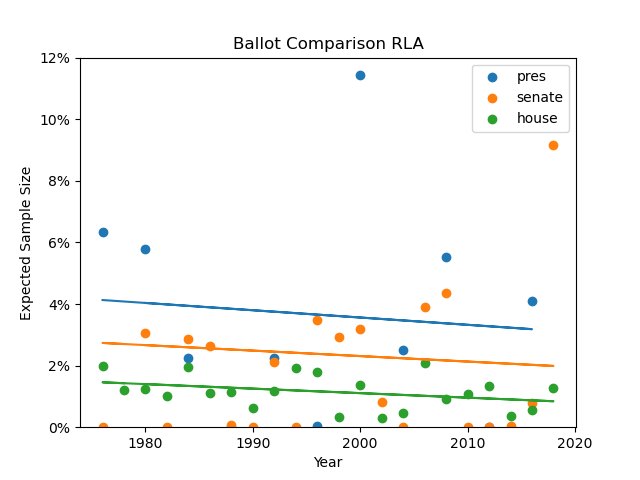 Ballot Comparison RLA
12%
10%
8%
6%
4%
2%
0%
Expected Sample Size
pres
senate
house
1980
1990
2000
2010
2020
Year